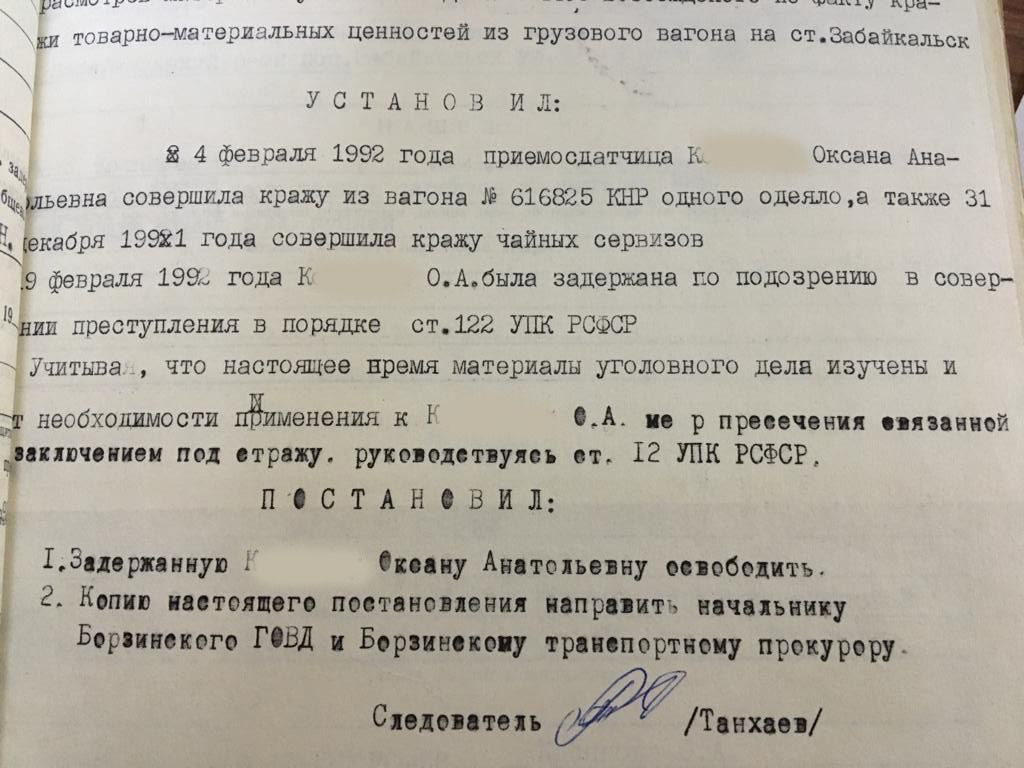 жи товарно-материальных ценностей из грузового вагона на ст.Забайкальск
У С Т А Н О В И Л:
4 февраля 1992 года приемосдатчица К Оксана Ана-
льевна совершила кражу из вагона № 616825 КНР одного одеяло,а также 31
декабря 1991 года совершила кражу чайных сервизов
19 февраля 1992 года К О.А.была задержана по подозрению в совер-
нии преступления в порядке ст.122 УПК РСФСР
Учитывая, что настоящее время материалы уголовного дела изучены и
т необходимости применения к К О.А. ме р пресечения связанной
заключением под стражу. руководствуясь ст. 12 УПК РСФСР.
П О С Т А Н О В И Л:
1.Задержанную К Оксану Анатольевну освободить.
2. Копию настоящего постановления направить начальнику
Борзинского ГОВД и Борзинскому транспортному прокурору.
Следователь /Танхаев/